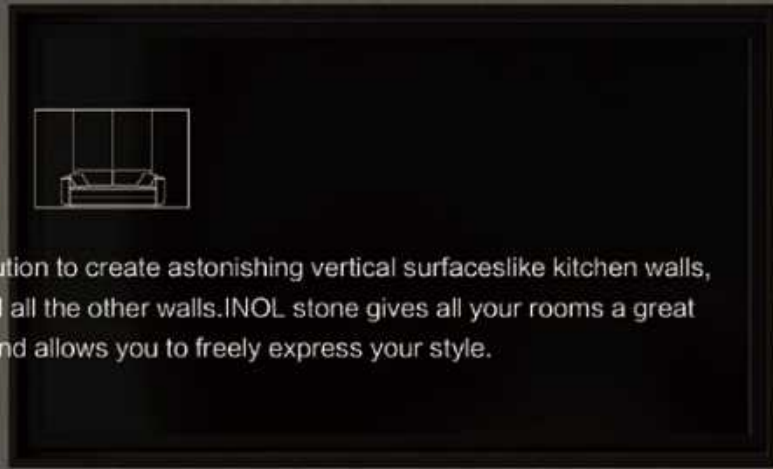 ution to create astonishing vertical surfaceslike kitchen walls,
all the other walls.INOL stone gives all your rooms a great
nd allows you to freely express your style.